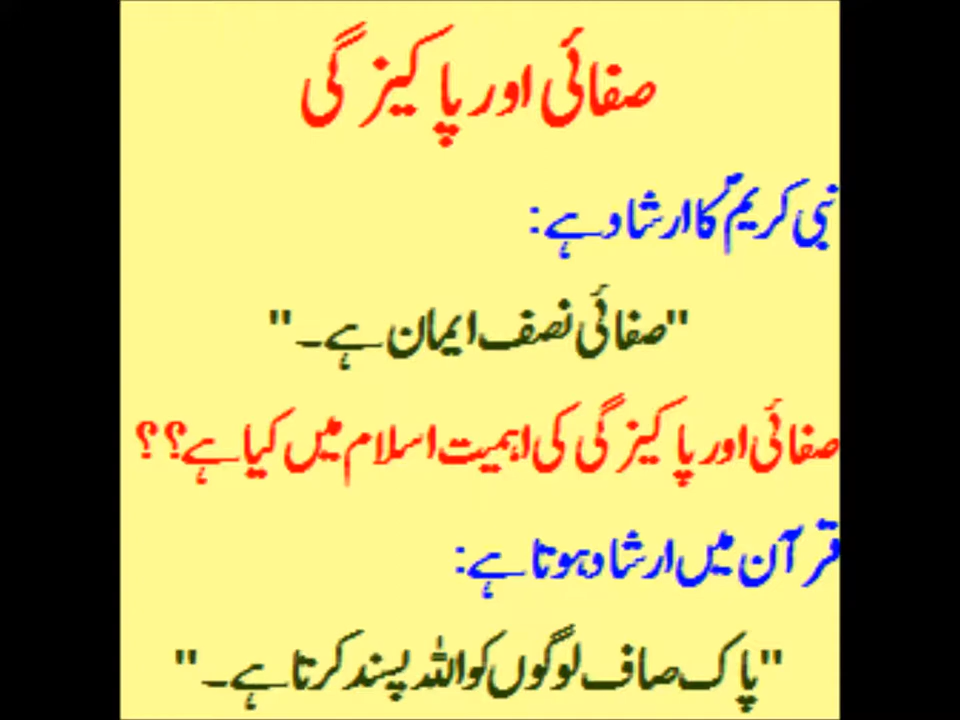 صفائی اور پاکیزگی
نبی کریمؐ کا ارشاد ہے:
"صفائی نصف ایمان ہے۔"
صفائی اور پاکیزگی کی اہمیت اسلام میں کیا ہے؟؟
قرآن میں ارشاد ہوتا ہے:
"پاک صاف لوگوں کو اللہ پسند کرتا ہے۔"